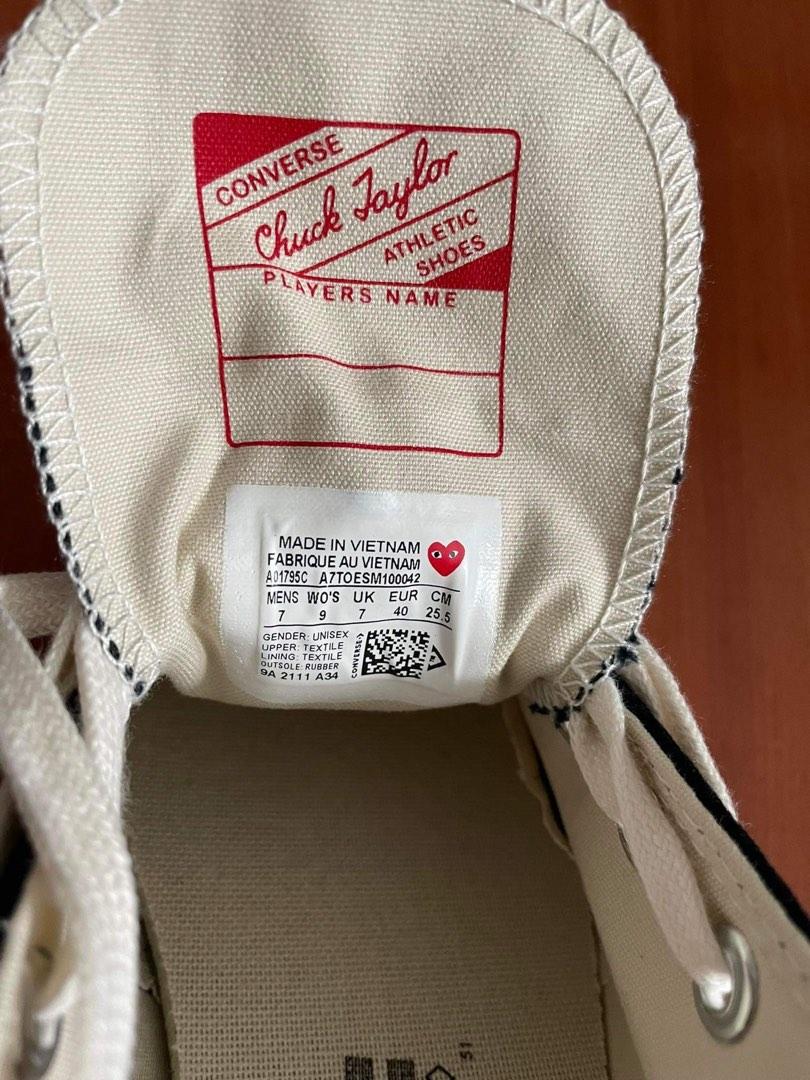 CONVERSE
Chuck Taylor
ATHLETIC
SHOES
PLAYERS NAME
MADE IN VIETNAM
FABRIQUE AU VIETNAM
A01795C A7TOESM100042
MENS WO'S UK EUR CM
7 9 7 40 25.5
GENDER: UNISEX
UPPER: TEXTILE
LINING: TEXTILE
OUTSOLE: RUBBER
9A 2111 A34
CONVERSE>
51